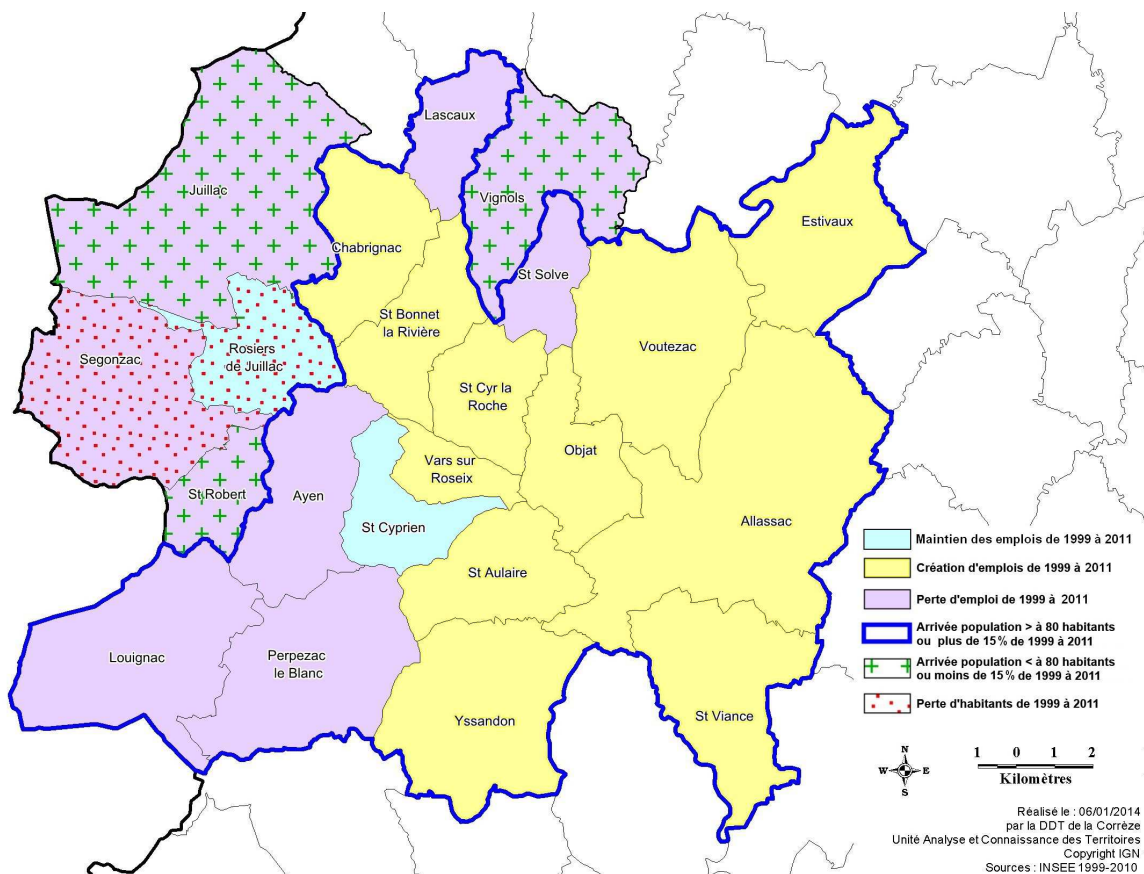 Lascaux
Juillac
Vignols
Estivaux
Chabrignac
St Solve
St Bonnet
la Rivière
Voutezac
Segonzac
Rosiers
de Juillac
St Cyr la
Roche
Objat
Vars sur
Roseix
St Robert
Ayen
St Cyprien
Allassac
St Aulaire
Louignac
Perpezac
le Blanc
Yssandon
St Viance
Maintien des emplois de 1999 à 2011
Création d'emplois de 1999 à 2011
Perte d'emploi de 1999 à 2011
Arrivée population > à 80 habitants
ou plus de 15% de 1999 à 2011
Arrivée population < à 80 habitants
ou moins de 15% de 1999 à 2011
Perte d'habitants de 1999 à 2011
N
W E
S
1 0 1 2
Kilomètres
Réalisé le : 06/01/2014
par la DDT de la Corrèze
Unité Analyse et Connaissance des Territoires
Copyright IGN
Sources : INSEE 1999-2010